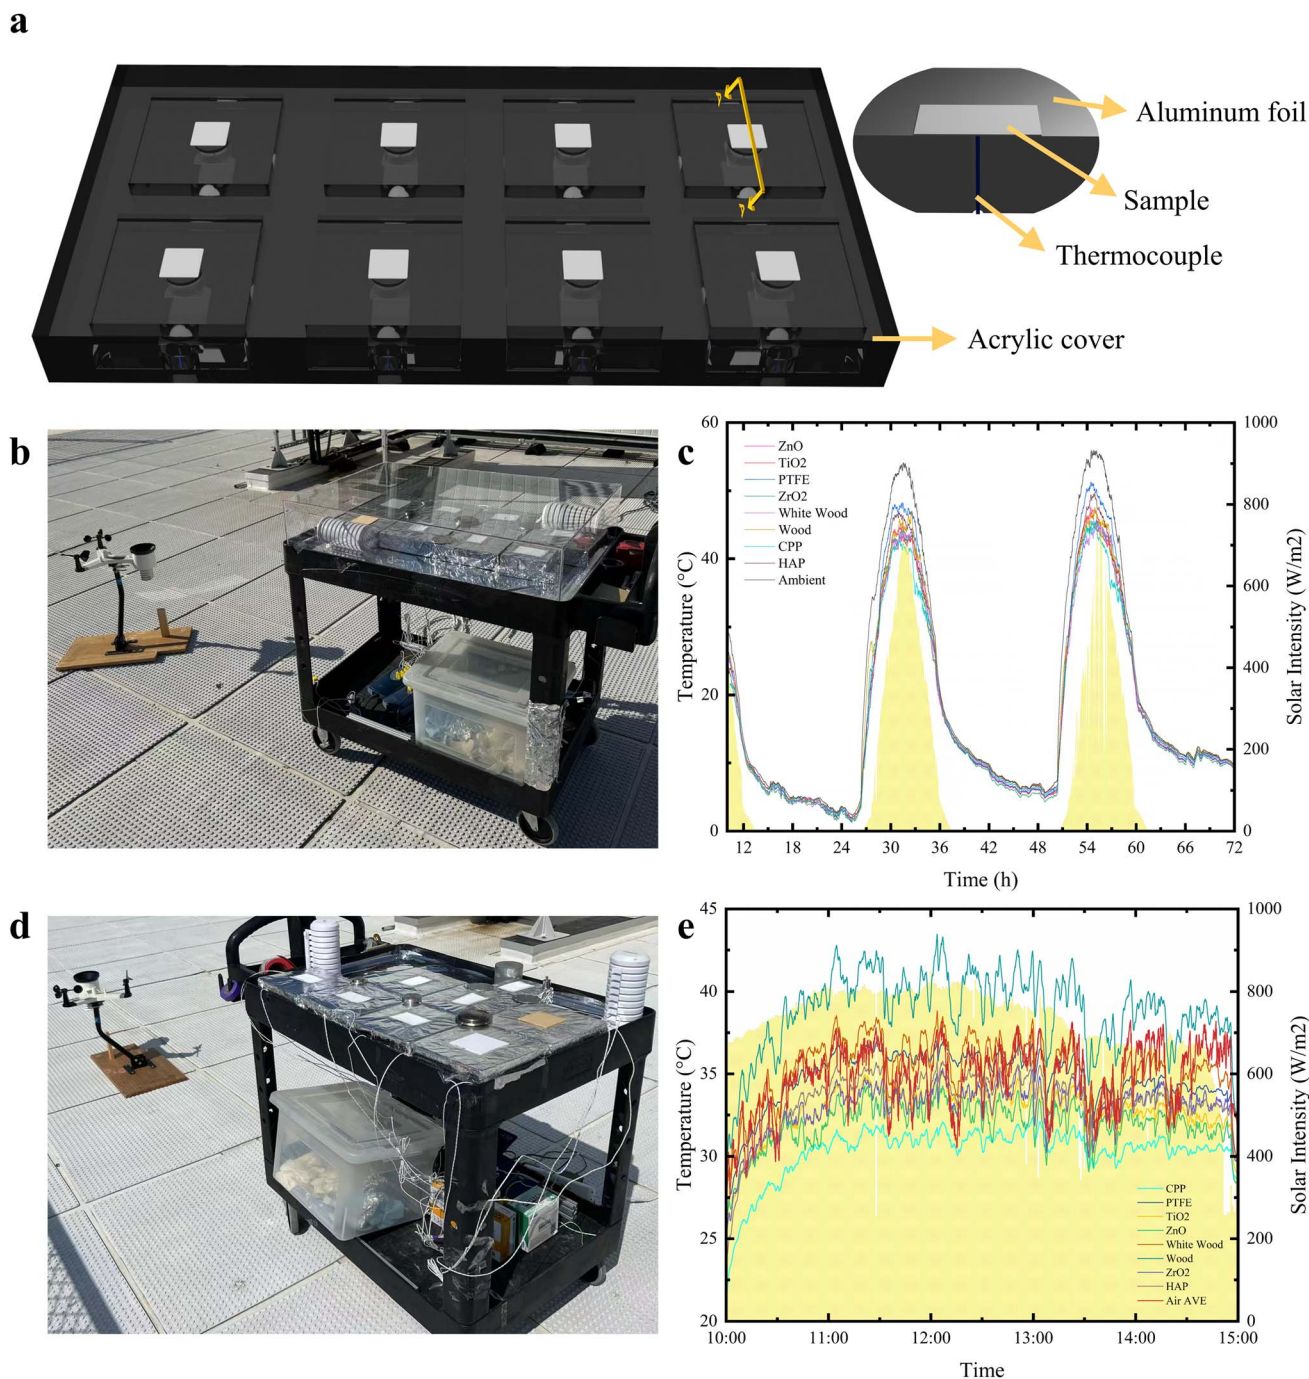 a
Aluminum foil
Sample
Thermocouple
Acrylic cover
b
c
60
40
20
0
Temperature (°C)
ZnO
TiO2
PTFE
ZrO2
White Wood
Wood
CPP
HAP
Ambient
1000
800
600
400
200
0
Solar Intensity (W/m2)
12 18 24 30 36 42 48 54 60 66 72
Time (h)
d
e
45
40
35
30
25
20
Temperature (°C)
CPP
PTFE
TiO2
ZnO
White Wood
Wood
ZrO2
HAP
Air AVE
1000
800
600
400
200
0
Solar Intensity (W/m2)
10:00 11:00 12:00 13:00 14:00 15:00
Time